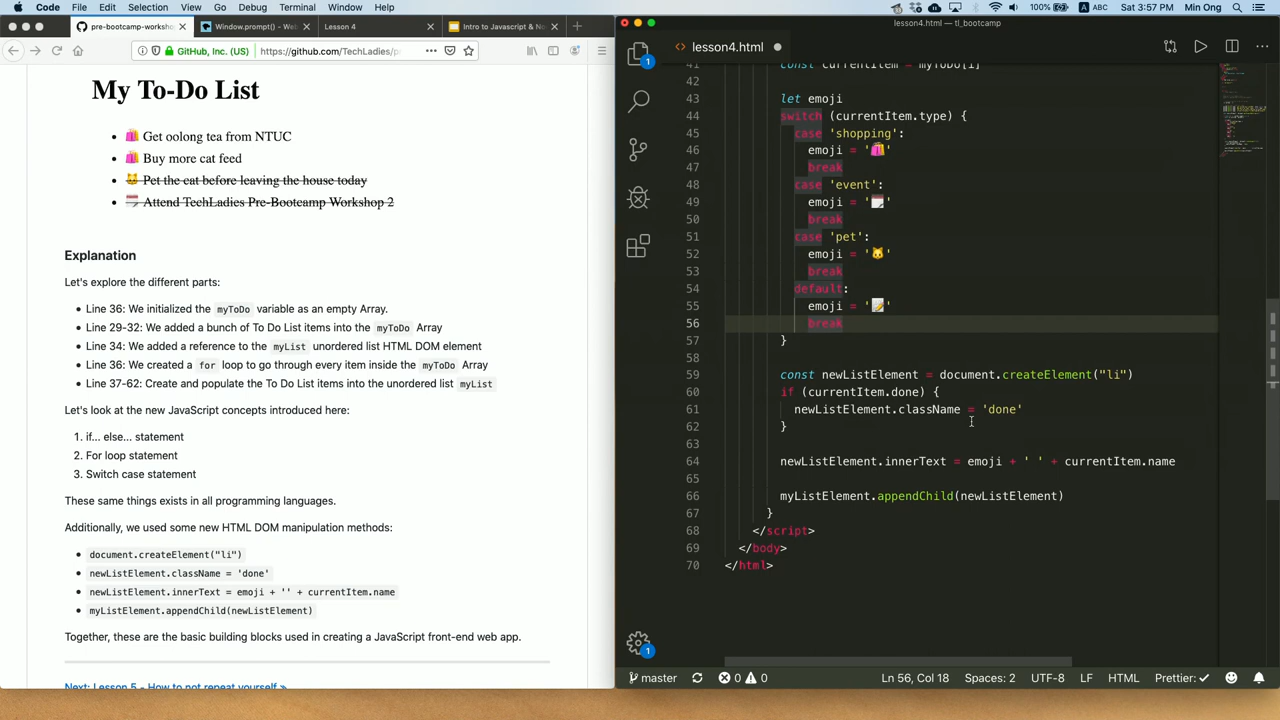 Code File Edit Selection View Go Debug Terminal Window Help
100% ABC Sat 3:57 PM Min Ong
pre-bootcamp-worksho
Window.prompt() - We
Lesson 4
Intro to Javascript & No
GitHub, Inc. (US)
https://github.com/TechLadies/p
My To-Do List
🛍 Get oolong tea from NTUC
🛍 Buy more cat feed
🐱 Pet the cat before leaving the house today
🗓 Attend TechLadies Pre-Bootcamp Workshop 2
Explanation
Let's explore the different parts:
Line 36: We initialized the myToDo variable as an empty Array.
Line 29-32: We added a bunch of To Do List items into the myToDo Array
Line 34: We added a reference to the myList unordered list HTML DOM element
Line 36: We created a for loop to go through every item inside the myToDo Array
Line 37-62: Create and populate the To Do List items into the unordered list myList
Let's look at the new JavaScript concepts introduced here:
1. if... else... statement
2. For loop statement
3. Switch case statement
These same things exists in all programming languages.
Additionally, we used some new HTML DOM manipulation methods:
document.createElement("li")
newListElement.className = 'done'
newListElement.innerText = emoji + '' + currentItem.name
myListElement.appendChild(newListElement)
Together, these are the basic building blocks used in creating a JavaScript front-end web app.
Next: Lesson 5 - How to not repeat yourself »
lesson4.html — tl_bootcamp
<> lesson4.html
1
41 const currentItem = myToDo[i]
42
43 let emoji
44 switch (currentItem.type) {
45 case 'shopping':
46 emoji = '🛍'
47 break
48 case 'event':
49 emoji = '🗓'
50 break
51 case 'pet':
52 emoji = '🐱'
53 break
54 default:
55 emoji = '📝'
56 break
57 }
58
59 const newListElement = document.createElement("li")
60 if (currentItem.done) {
61 newListElement.className = 'done'
62 }
63
64 newListElement.innerText = emoji + ' ' + currentItem.name
65
66 myListElement.appendChild(newListElement)
67 }
68 </script>
69 </body>
70 </html>
1
master 0 0 Ln 56, Col 18 Spaces: 2 UTF-8 LF HTML Prettier: ✓